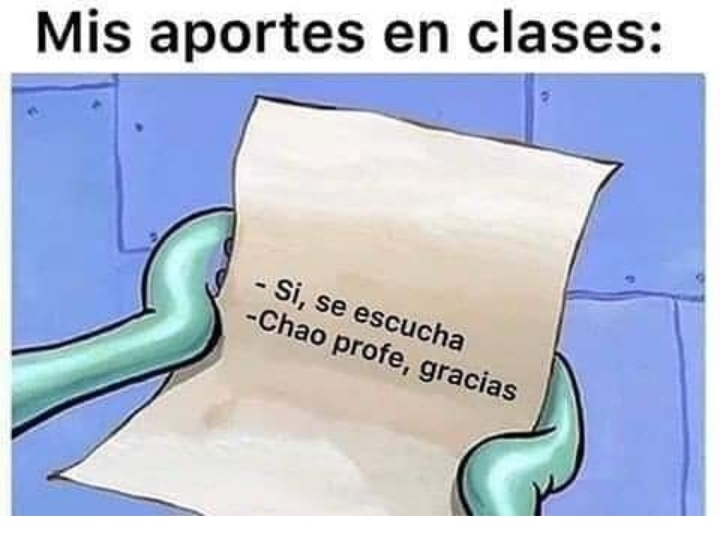 Mis aportes en clases:
- Si, se escucha
-Chao profe, gracias